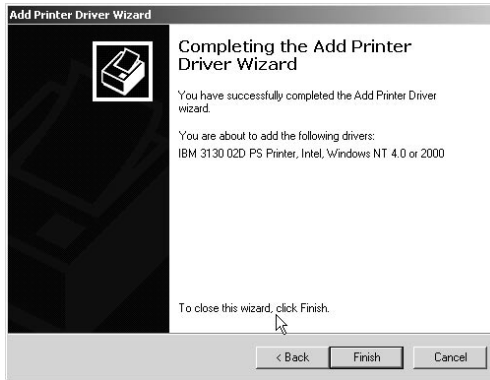 Add Printer Driver Wizard
Completing the Add Printer
Driver Wizard
You have successfully completed the Add Printer Driver
wizard.
You are about to add the following drivers:
IBM 3130 02D PS Printer, Intel, Windows NT 4.0 or 2000
To close this wizard, click Finish.
< Back Finish Cancel